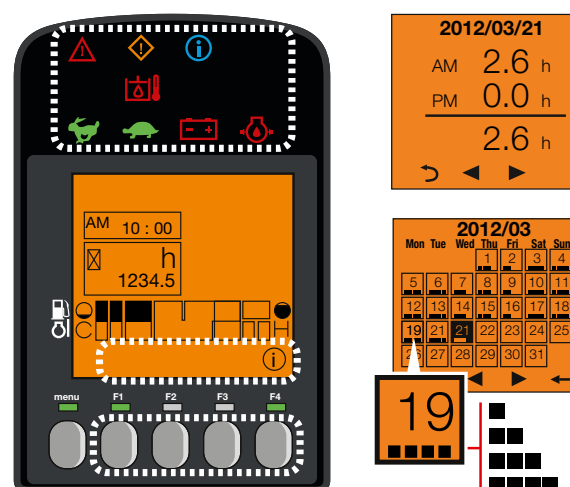 AM 10 : 00
h
1234.5
C H
menu F1 F2 F3 F4
2012/03/21
AM 2.6 h
PM 0.0 h
2.6 h
2012/03
Mon Tue Wed Thu Fri Sat Sun
1 2 3 4
5 6 7 8 9 10 11
12 13 14 15 16 17 18
19 21 21 22 23 24 25
26 27 28 29 30 31
19